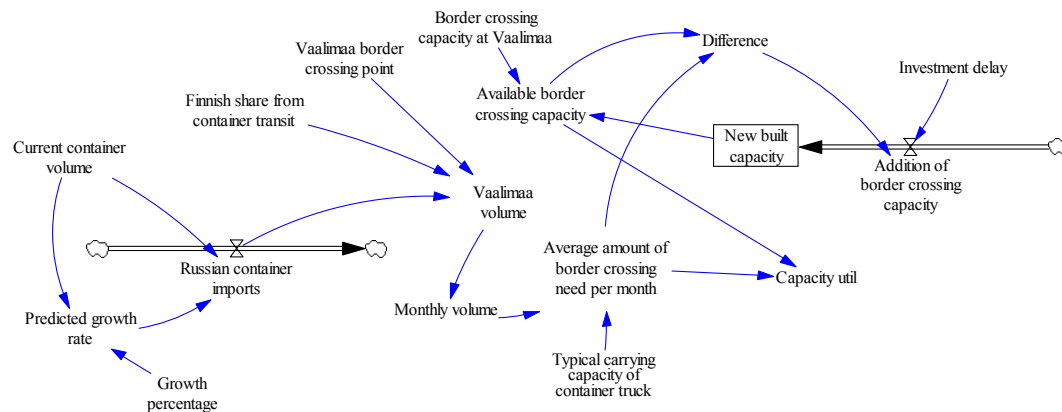 Border crossing
capacity at Vaalimaa
Difference
Vaalimaa border
crossing point
Investment delay
Available border
crossing capacity
Finnish share from
container transit
New built
capacity
Current container
volume
Addition of
border crossing
capacity
Vaalimaa
volume
Average amount of
border crossing
need per month
Russian container
imports
Capacity util
Monthly volume
Predicted growth
rate
Typical carrying
capacity of
container truck
Growth
percentage